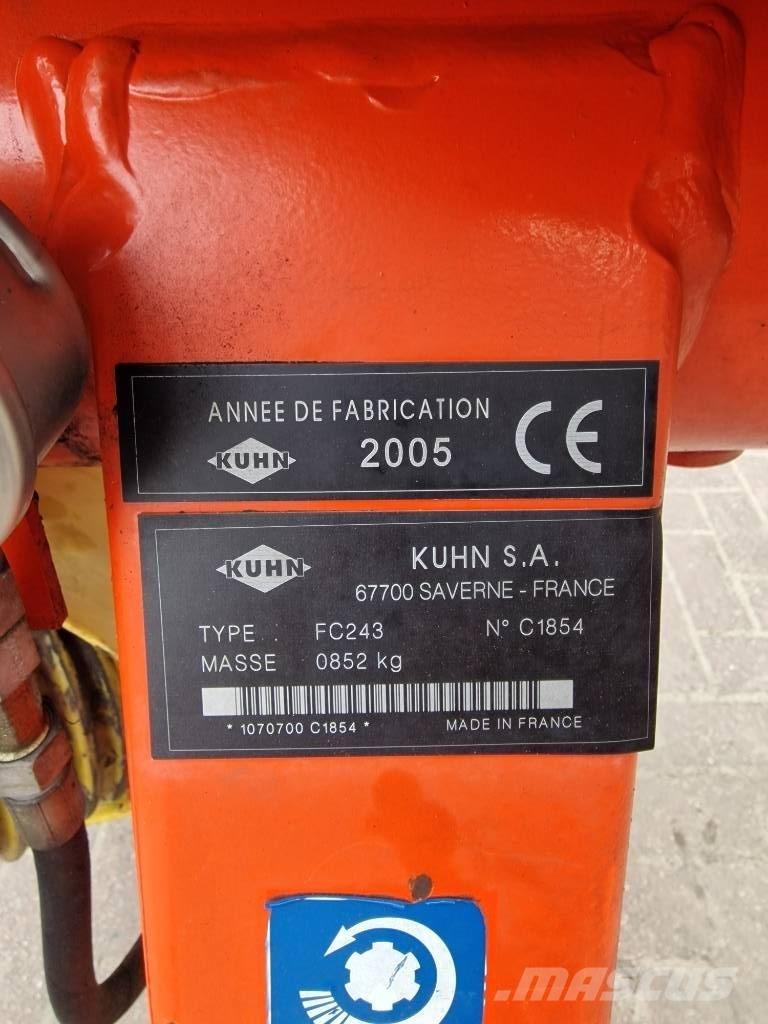 ANNEE DE FABRICATION
KUHN 2005 CE
KUHN KUHN S.A.
67700 SAVERNE - FRANCE
TYPE FC243 N° C1854
MASSE 0852 kg
* 1070700 C1854 * MADE IN FRANCE
MASCUS